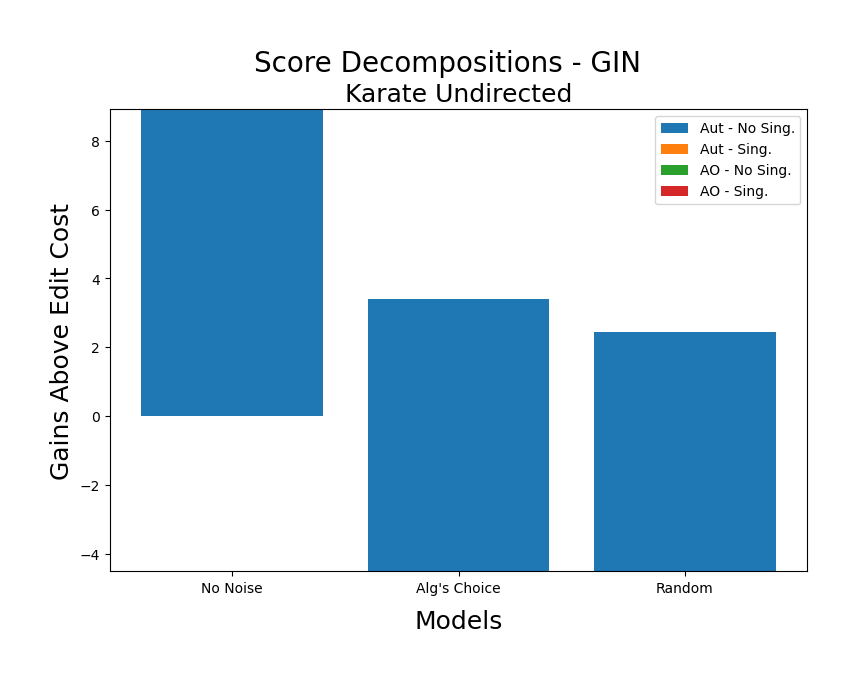 Score Decompositions - GIN
Karate Undirected
Aut - No Sing.
Aut - Sing.
AO - No Sing.
AO - Sing.
Gains Above Edit Cost
8
6
4
2
0
−2
−4
No Noise
Alg's Choice
Random
Models